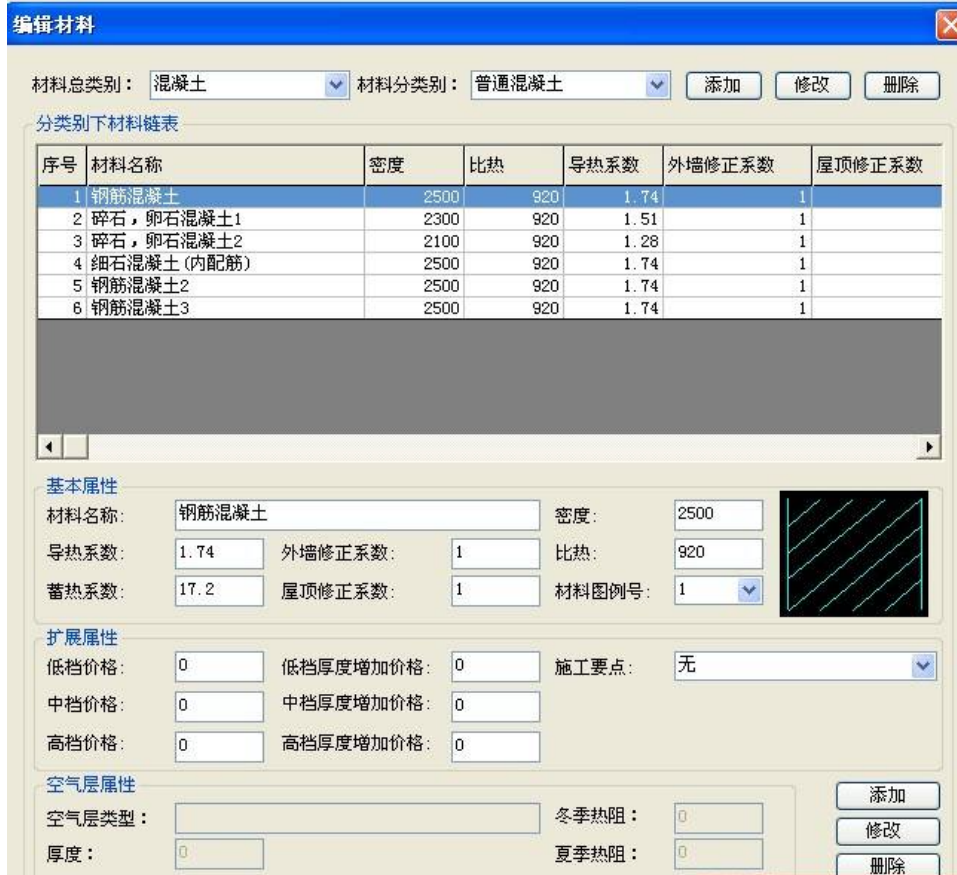 编辑材料
材料总类别： 混凝土 材料分类别： 普通混凝土 添加 修改 删除
分类别下材料链表
序号 材料名称 密度 比热 导热系数 外墙修正系数 屋顶修正系数
1 钢筋混凝土 2500 920 1.74 1
2 碎石，卵石混凝土1 2300 920 1.51 1
3 碎石，卵石混凝土2 2100 920 1.28 1
4 细石混凝土(内配筋) 2500 920 1.74 1
5 钢筋混凝土2 2500 920 1.74 1
6 钢筋混凝土3 2500 920 1.74 1
基本属性
材料名称: 钢筋混凝土 密度: 2500
导热系数: 1.74 外墙修正系数: 1 比热: 920
蓄热系数: 17.2 屋顶修正系数: 1 材料图例号: 1
扩展属性
低档价格: 0 低档厚度增加价格: 0 施工要点: 无
中档价格: 0 中档厚度增加价格: 0
高档价格: 0 高档厚度增加价格: 0
空气层属性
添加
空气层类型： 冬季热阻： 0
修改
厚度： 0 夏季热阻： 0
删除